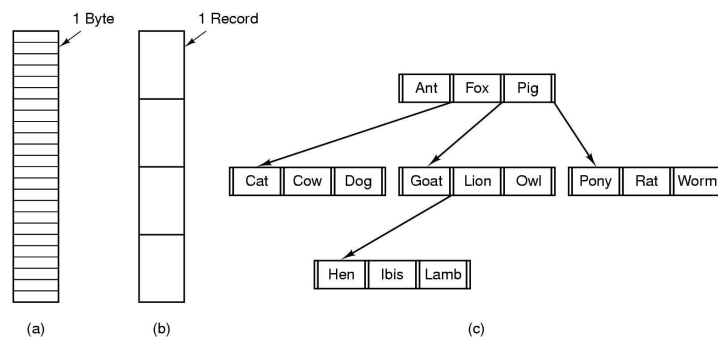 1 Byte
1 Record
Ant Fox Pig
Cat Cow Dog
Goat Lion Owl
Pony Rat Worm
Hen Ibis Lamb
(a)
(b)
(c)